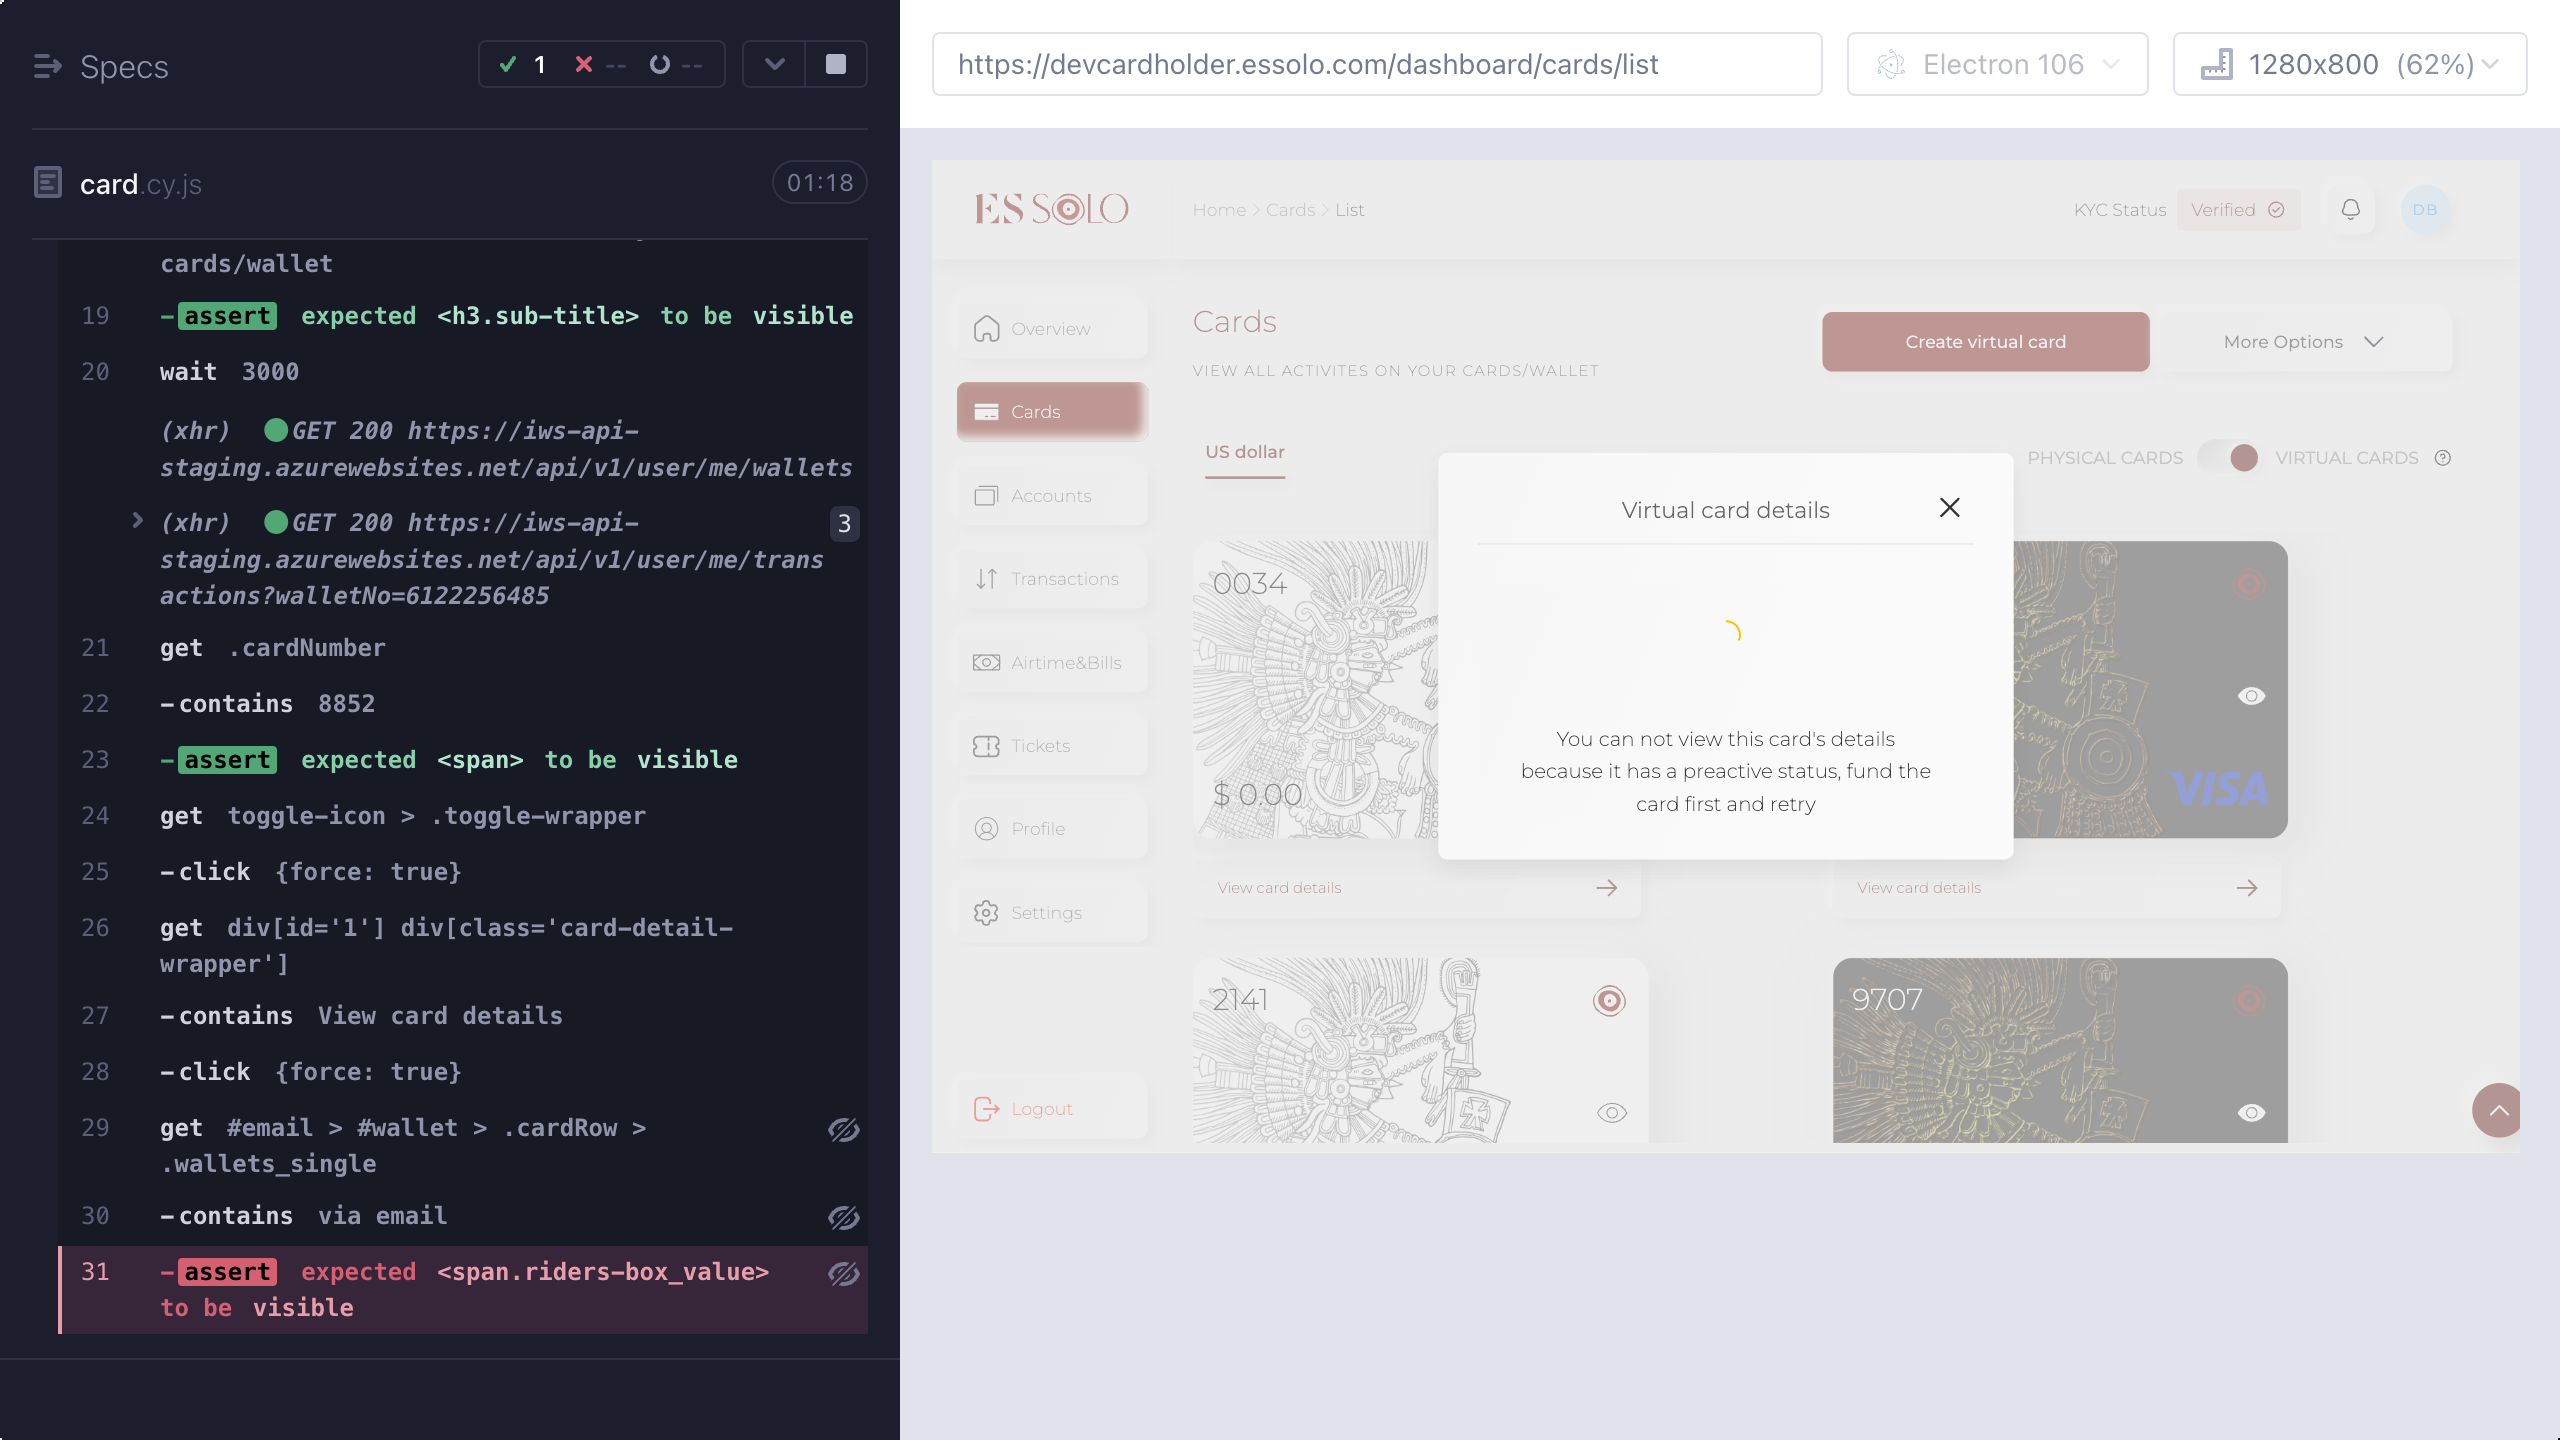 Specs
1
--
--
card.cy.js
01:18
cards/wallet
19 -assert expected <h3.sub-title> to be visible
20 wait 3000
(xhr) GET 200 https://iws-api-
staging.azurewebsites.net/api/v1/user/me/wallets
(xhr) GET 200 https://iws-api-
3
staging.azurewebsites.net/api/v1/user/me/trans
actions?walletNo=6122256485
21 get .cardNumber
22 -contains 8852
23 -assert expected <span> to be visible
24 get toggle-icon > .toggle-wrapper
25 -click {force: true}
26 get div[id='1'] div[class='card-detail-
wrapper']
27 -contains View card details
28 -click {force: true}
29 get #email > #wallet > .cardRow >
.wallets_single
30 -contains via email
31 -assert expected <span.riders-box_value>
to be visible
https://devcardholder.essolo.com/dashboard/cards/list
Electron 106
1280x800 (62%)
ES SOLO
Home > Cards > List
KYC Status
Verified
DB
Overview
Cards
Accounts
Transactions
Airtime&Bills
Tickets
Profile
Settings
Logout
Cards
VIEW ALL ACTIVITES ON YOUR CARDS/WALLET
Create virtual card
More Options
US dollar
PHYSICAL CARDS
VIRTUAL CARDS
Virtual card details
You can not view this card's details
because it has a preactive status, fund the
card first and retry
0034
$ 0.00
VISA
View card details
View card details
2141
9707